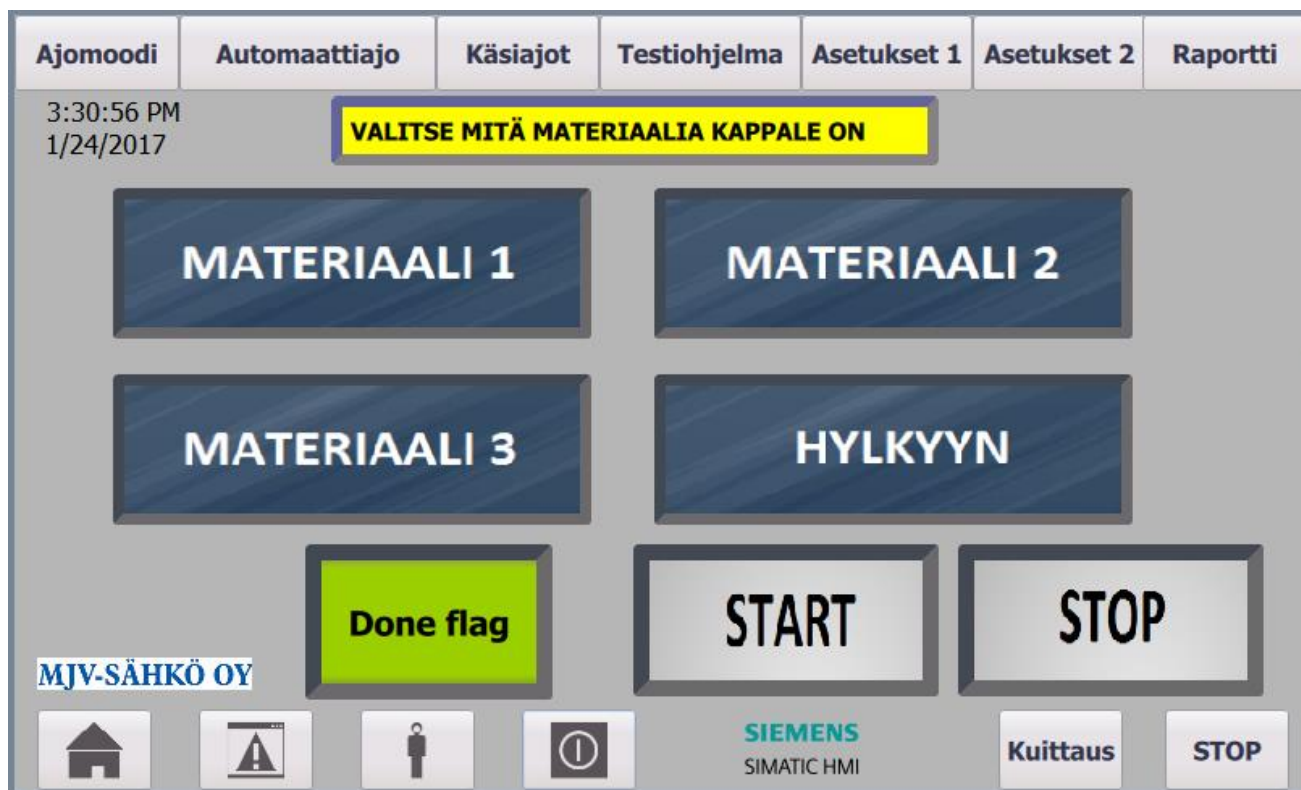 Ajomoodi
Automaattiajo
Käsiajot
Testiohjelma
Asetukset 1
Asetukset 2
Raportti
3:30:56 PM
1/24/2017
VALITSE MITÄ MATERIAALIA KAPPALE ON
MATERIAALI 1
MATERIAALI 2
MATERIAALI 3
HYLKYYN
Done flag
START
STOP
MJV-SÄHKÖ OY
SIEMENS
SIMATIC HMI
Kuittaus
STOP